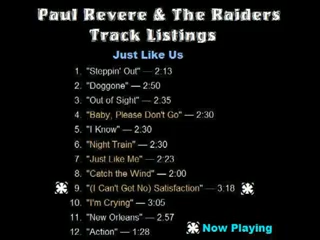 Paul Revere & The Raiders
Track Listings
Just Like Us
1. "Steppin' Out" — 2:13
2. "Doggone" — 2:50
3. "Out of Sight" — 2.35
4. "Baby, Please Don't Go" — 2:30
5. "I Know" — 2:30
6. "Night Train" — 2:30
7. "Just Like Me" — 2:23
8. "Catch the Wind" — 2:00
9. "(I Can't Get No) Satisfaction" — 3:18
10. "I'm Crying" — 3:05
11. "New Orleans" — 2:57
12. "Action" — 1:28
Now Playing